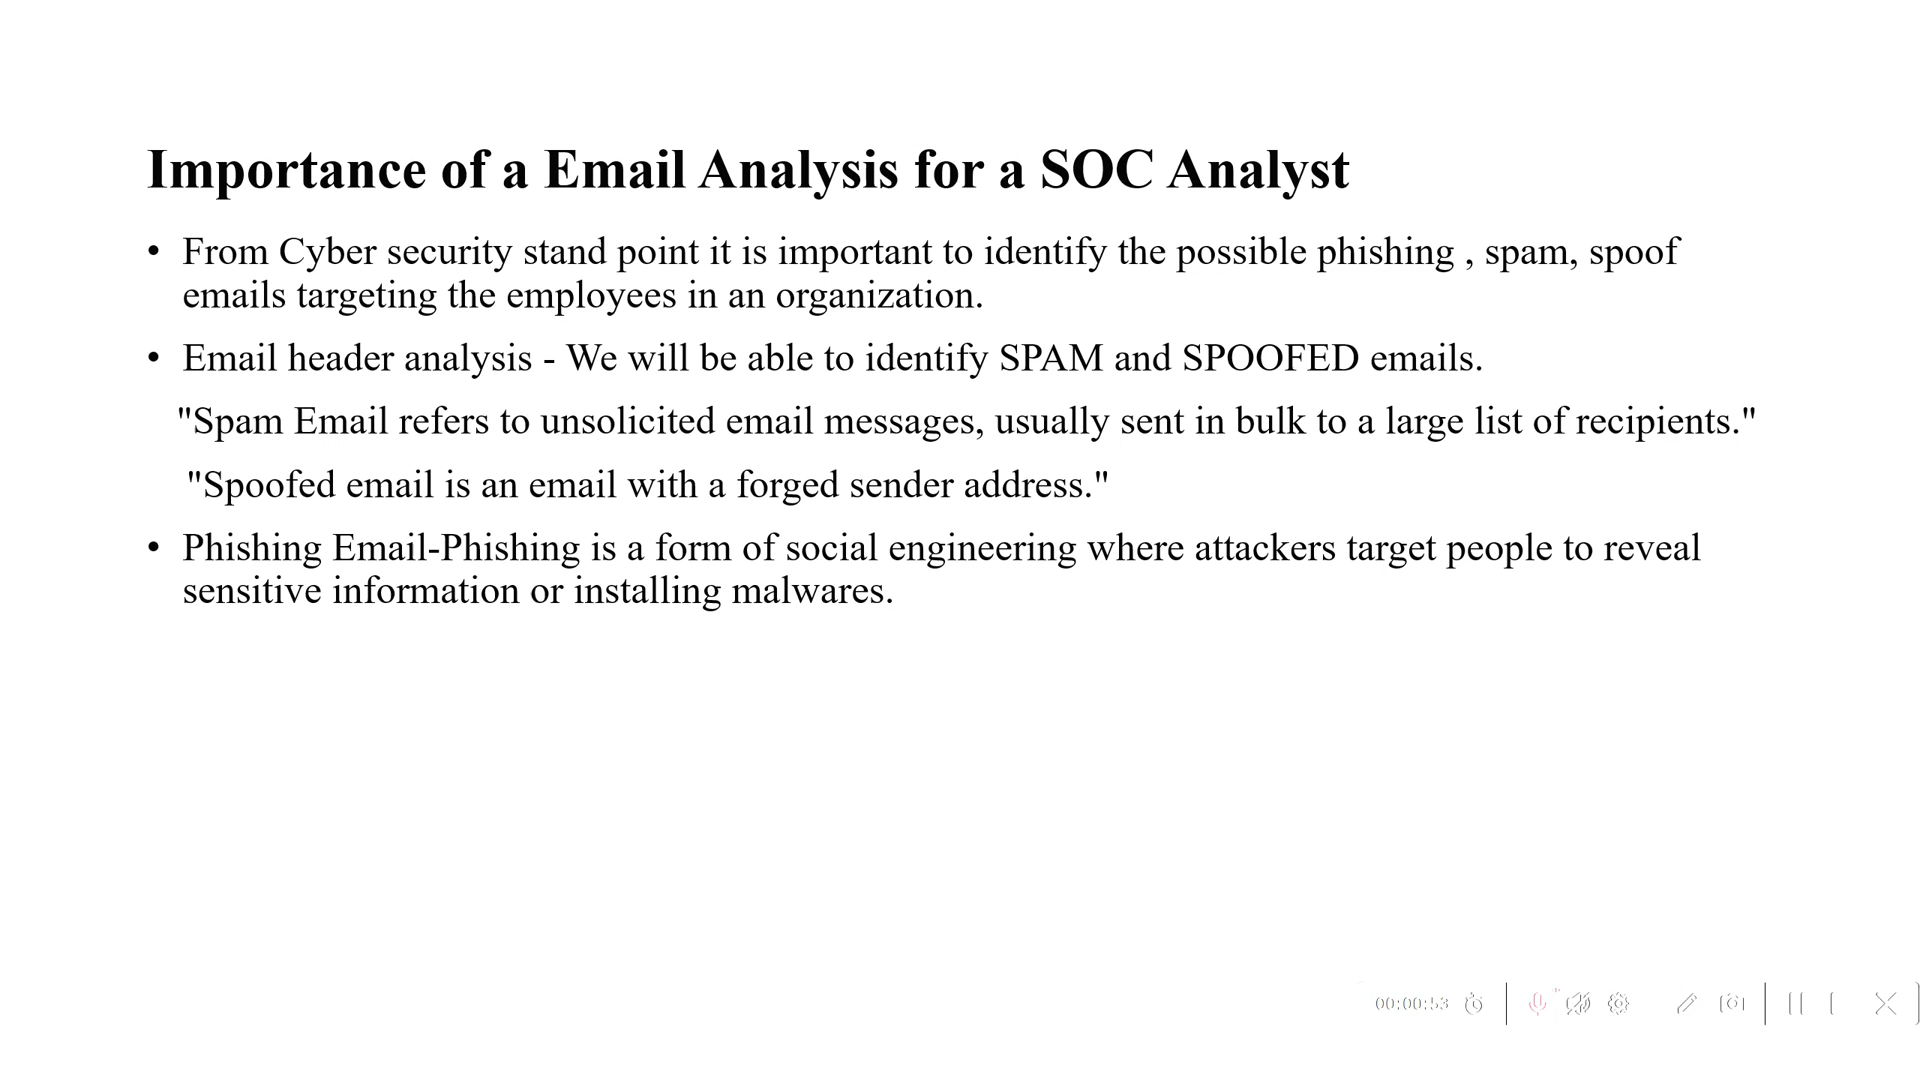 Importance of a Email Analysis for a SOC Analyst
• From Cyber security stand point it is important to identify the possible phishing , spam, spoof
emails targeting the employees in an organization.
• Email header analysis - We will be able to identify SPAM and SPOOFED emails.
"Spam Email refers to unsolicited email messages, usually sent in bulk to a large list of recipients."
"Spoofed email is an email with a forged sender address."
• Phishing Email-Phishing is a form of social engineering where attackers target people to reveal
sensitive information or installing malwares.
00:00:53